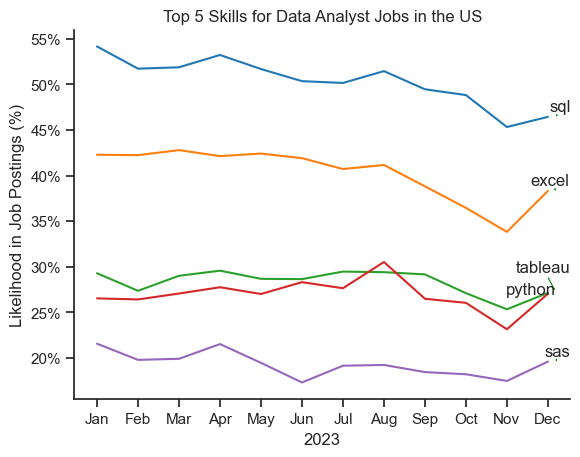 Top 5 Skills for Data Analyst Jobs in the US
55%
50%
45%
40%
35%
30%
25%
20%
Likelihood in Job Postings (%)
sql
excel
tableau
python
sas
Jan Feb Mar Apr May Jun Jul Aug Sep Oct Nov Dec
2023